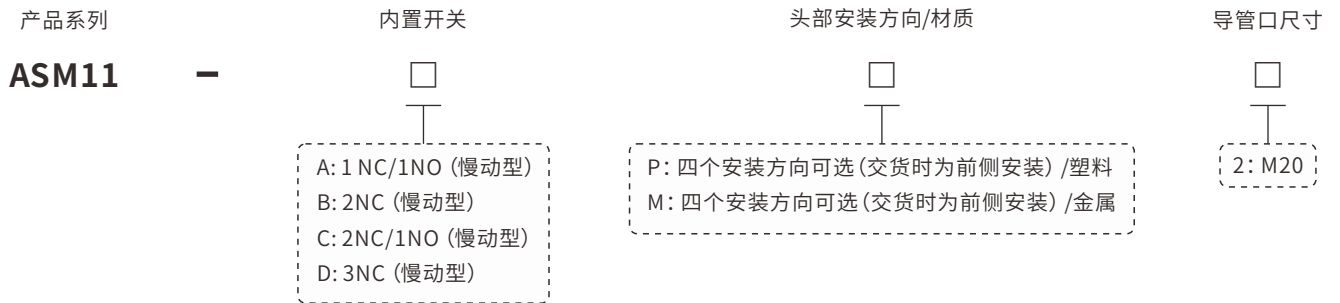 产品系列 内置开关 头部安装方向/材质 导管口尺寸
ASM11 - □ □ □
A: 1 NC/1NO (慢动型)
B: 2NC (慢动型)
C: 2NC/1NO (慢动型)
D: 3NC (慢动型)
P: 四个安装方向可选(交货时为前侧安装) /塑料
M: 四个安装方向可选(交货时为前侧安装) /金属
2: M20